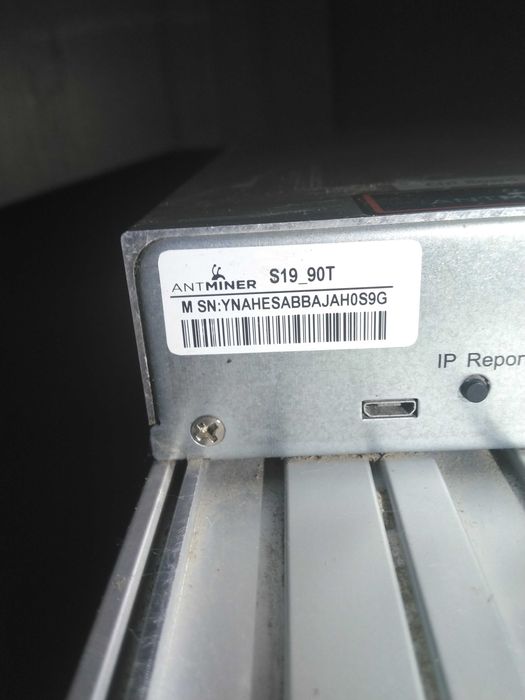 ANTMINER S19_90T
M SN:YNAHESABBAJAH0S9G
IP Repor